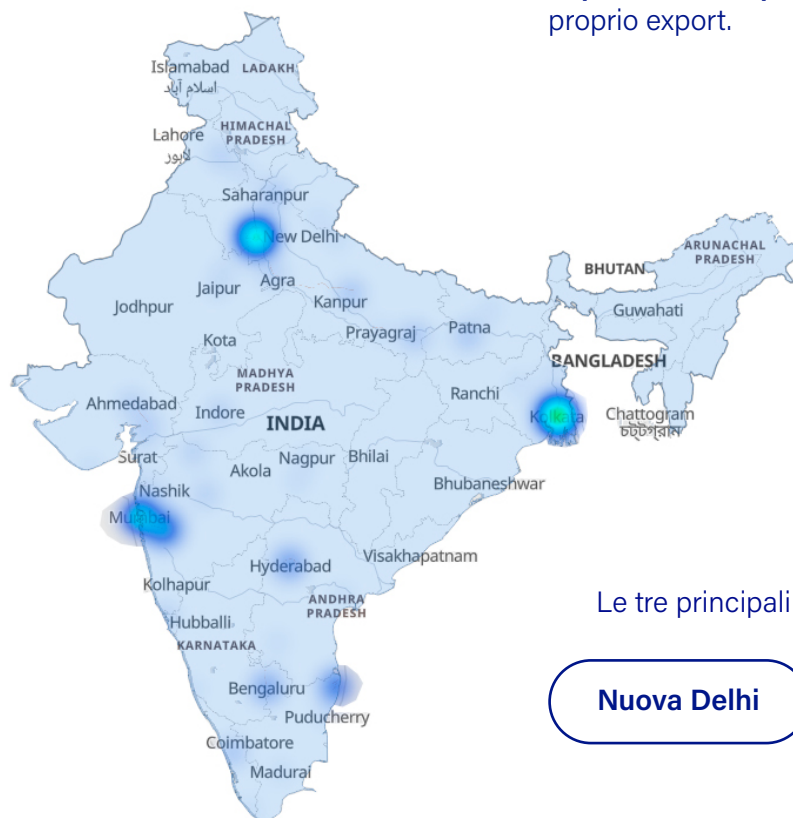 proprio export.
Islamabad
اسلام آباد
LADAKH
Lahore
لاہور
HIMACHAL
PRADESH
Saharanpur
New Delhi
ARUNACHAL
PRADESH
BHUTAN
Jaipur
Agra
Jodhpur
Kanpur
Guwahati
Kota
Prayagraj
Patna
BANGLADESH
MADHYA
PRADESH
Ranchi
Ahmedabad
Indore
Kolkata
Chattogram
চট্টগ্রাম
INDIA
Surat
Akola
Nagpur
Bhilai
Nashik
Bhubaneshwar
Mumbai
Visakhapatnam
Hyderabad
Kolhapur
ANDHRA
PRADESH
Le tre principali
Hubballi
KARNATAKA
Bengaluru
Nuova Delhi
Puducherry
Coimbatore
Madurai